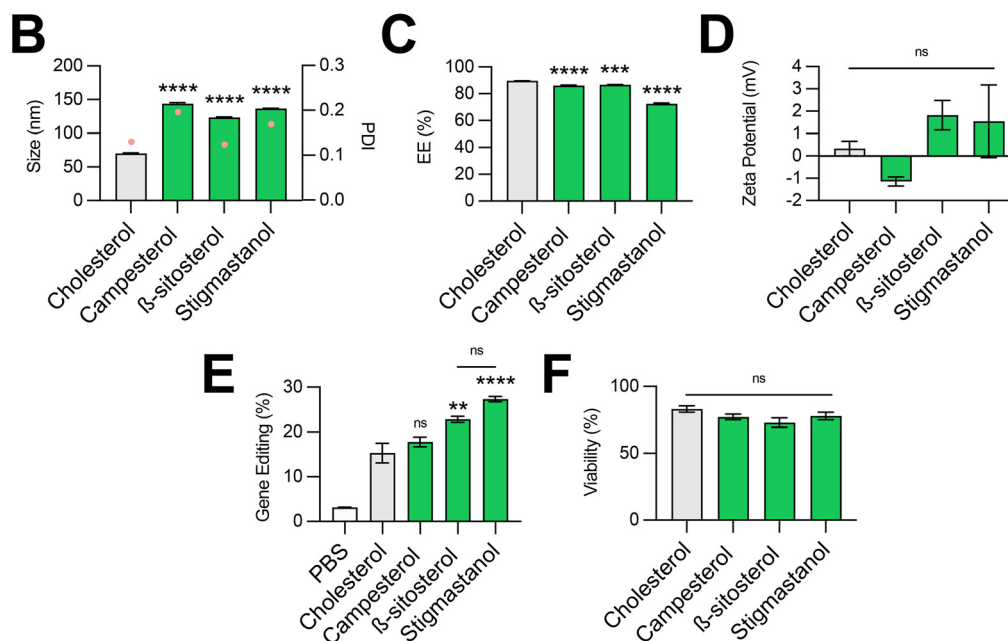 B
Size (nm)
200
150
100
50
0
****
****
****
0.3
0.2
0.1
0.0
PDI
Cholesterol
Campesterol
ß-sitosterol
Stigmastanol
C
EE (%)
100
80
60
40
20
0
****
***
****
Cholesterol
Campesterol
ß-sitosterol
Stigmastanol
D
Zeta Potential (mV)
4
3
2
1
0
-1
-2
ns
Cholesterol
Campesterol
ß-sitosterol
Stigmastanol
E
Gene Editing (%)
30
20
10
0
ns
**
ns
****
PBS
Cholesterol
Campesterol
ß-sitosterol
Stigmastanol
F
Viability (%)
100
50
0
ns
Cholesterol
Campesterol
ß-sitosterol
Stigmastanol